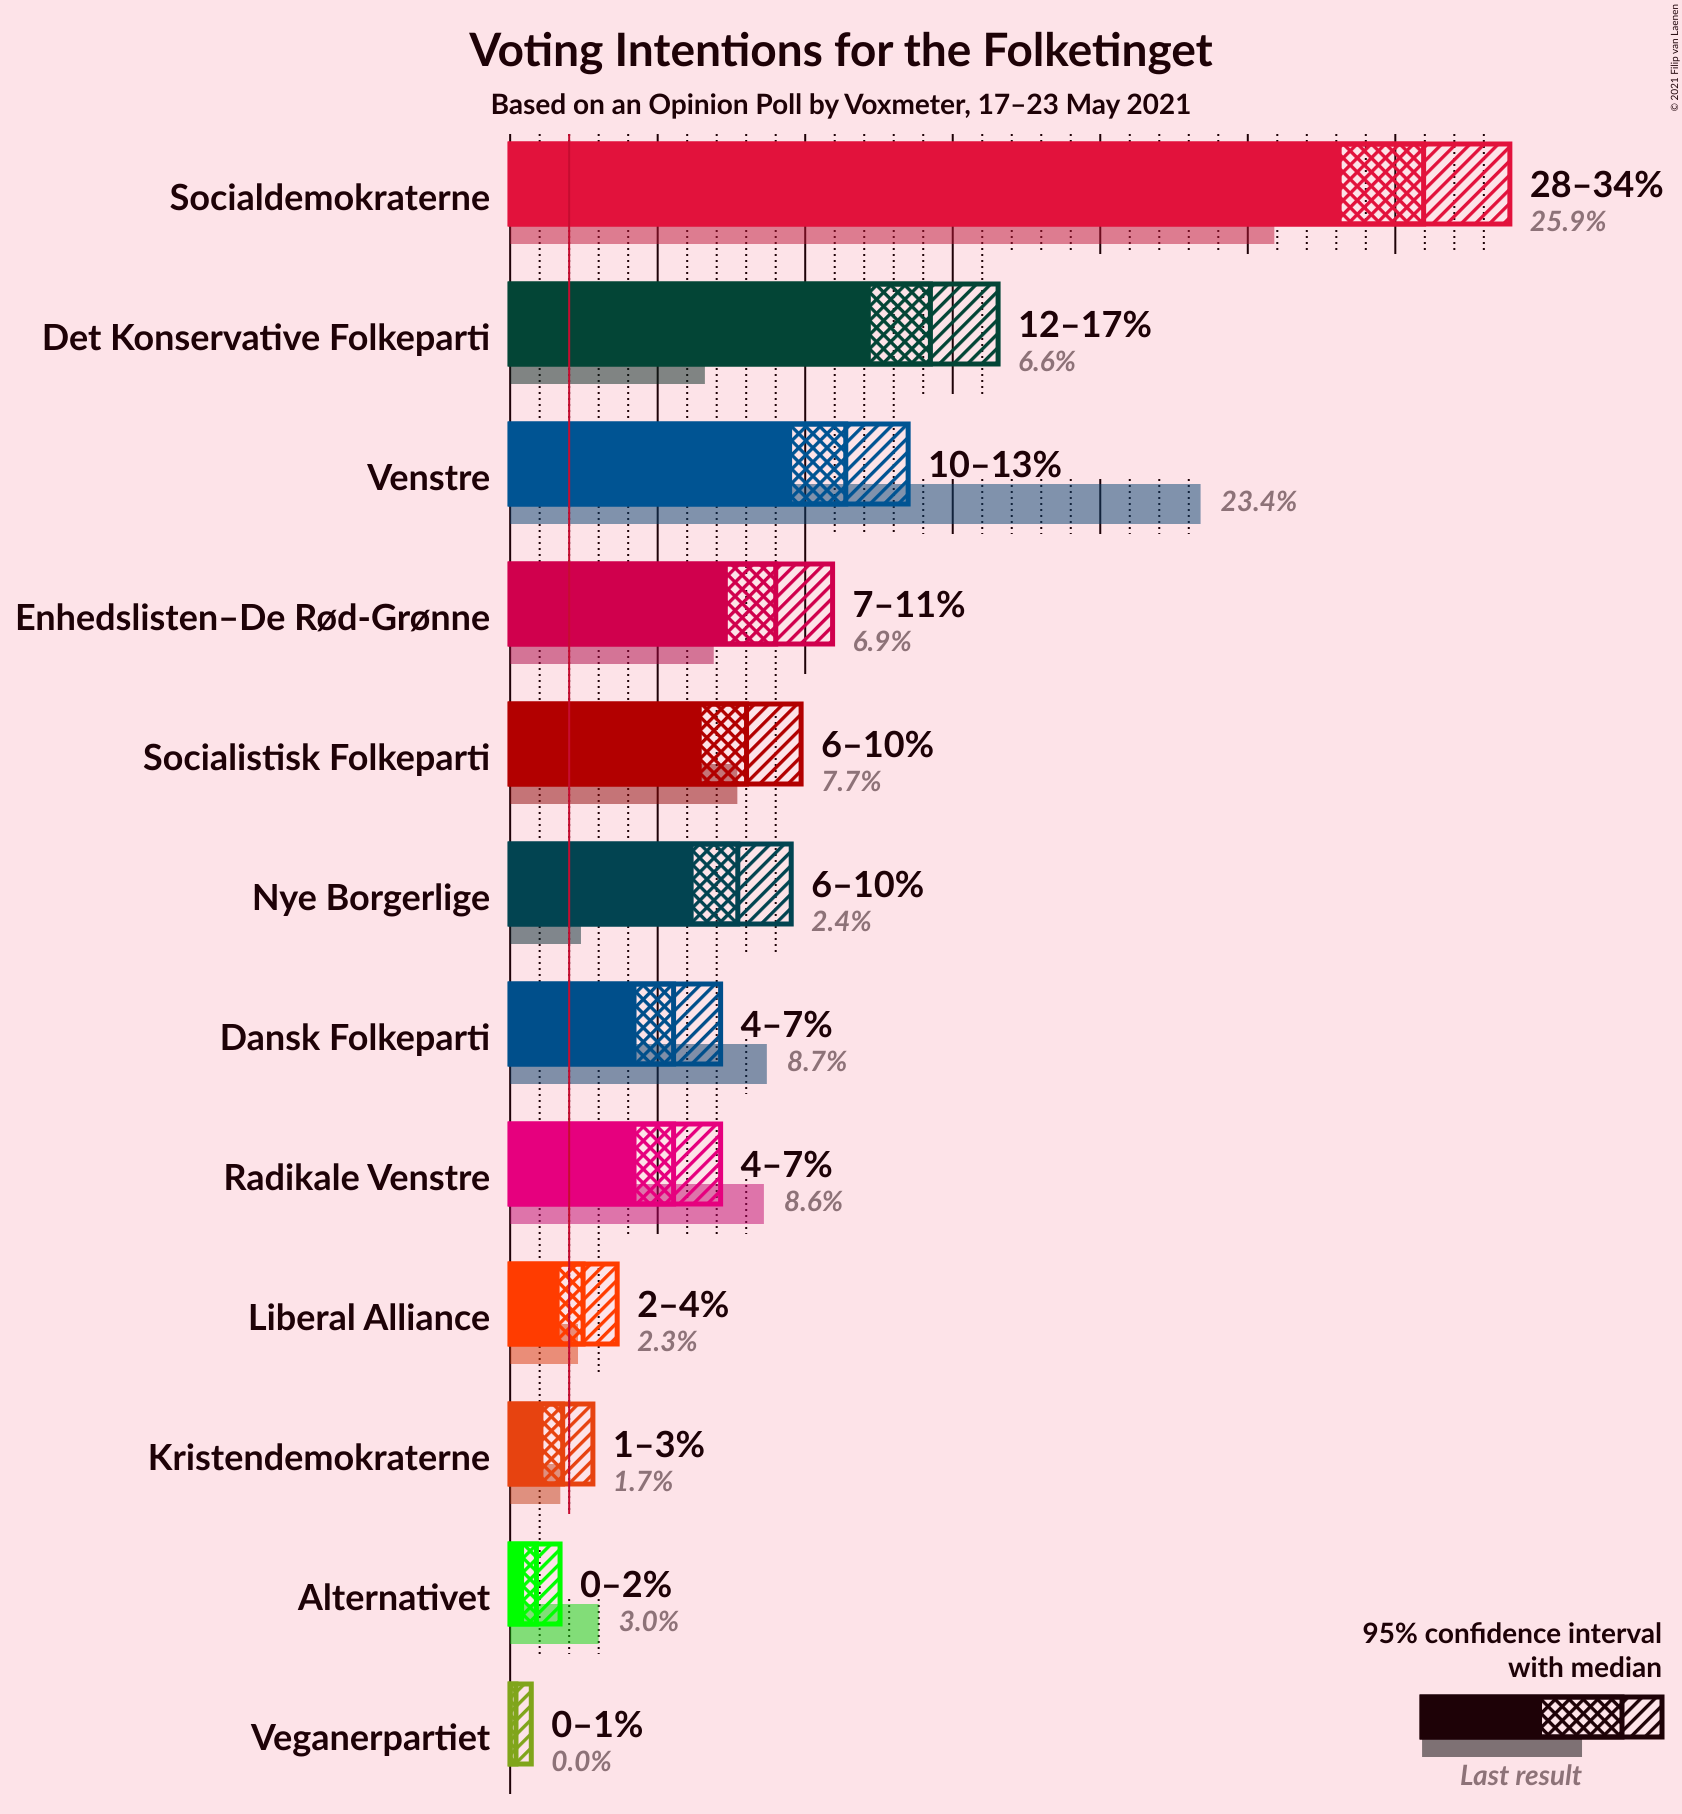 © 2021 Filip van Laenen
Voting Intentions for the Folketinget
Based on an Opinion Poll by Voxmeter, 17–23 May 2021
Socialdemokraterne
28–34%
25.9%
Det Konservative Folkeparti
12–17%
6.6%
Venstre
10–13%
23.4%
Enhedslisten–De Rød-Grønne
7–11%
6.9%
Socialistisk Folkeparti
6–10%
7.7%
Nye Borgerlige
6–10%
2.4%
Dansk Folkeparti
4–7%
8.7%
Radikale Venstre
4–7%
8.6%
Liberal Alliance
2–4%
2.3%
Kristendemokraterne
1–3%
1.7%
Alternativet
0–2%
3.0%
Veganerpartiet
0–1%
0.0%
95% confidence interval
with median
Last result